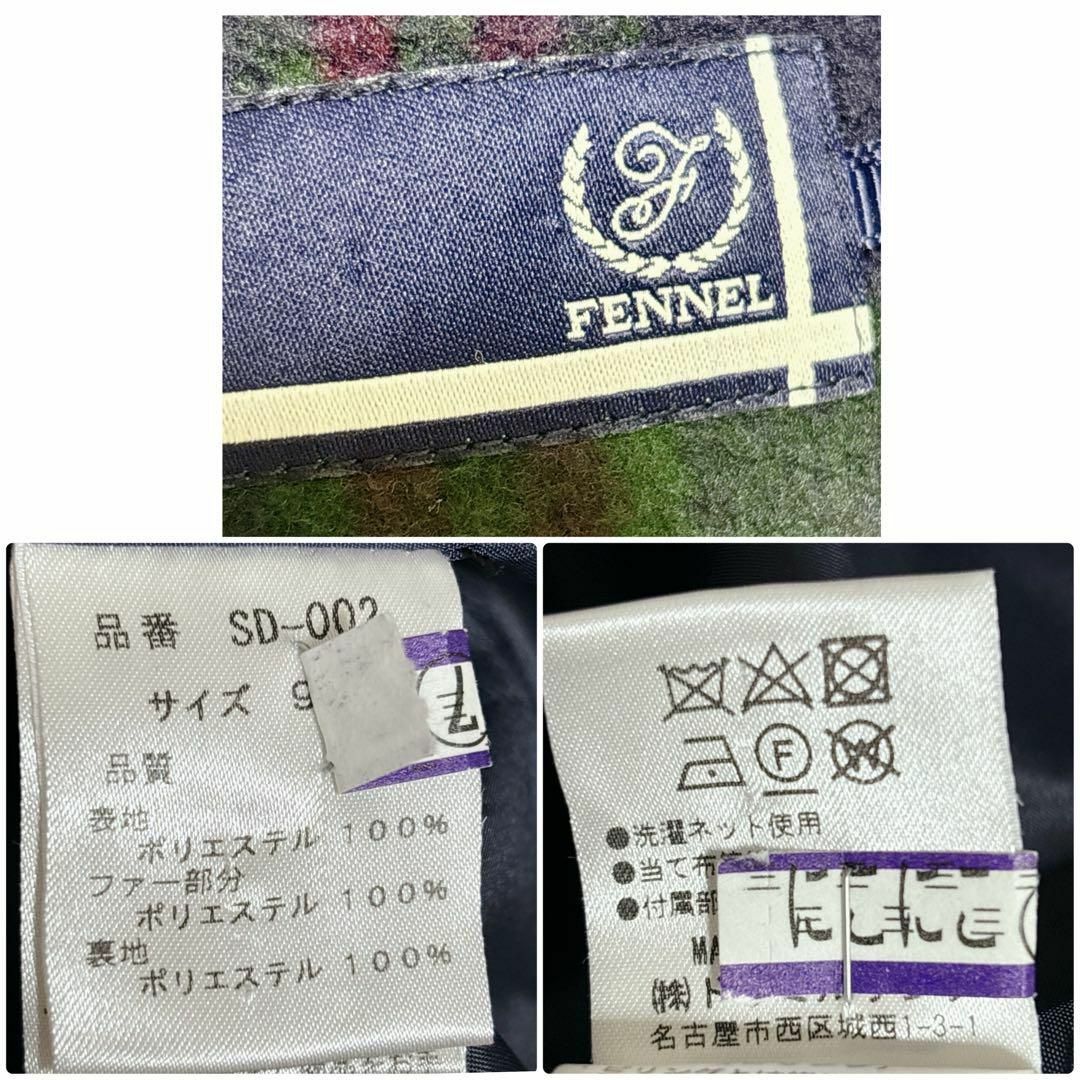 FENNEL
品番 SD-002
サイズ 9
品質
表地
ポリエステル 100%
ファー部分
ポリエステル 100%
裏地
ポリエステル 100%
F
W
●洗濯ネット使用
●当て布
●付属部
MA
㈱ド
名古屋市西区城西1-3-1